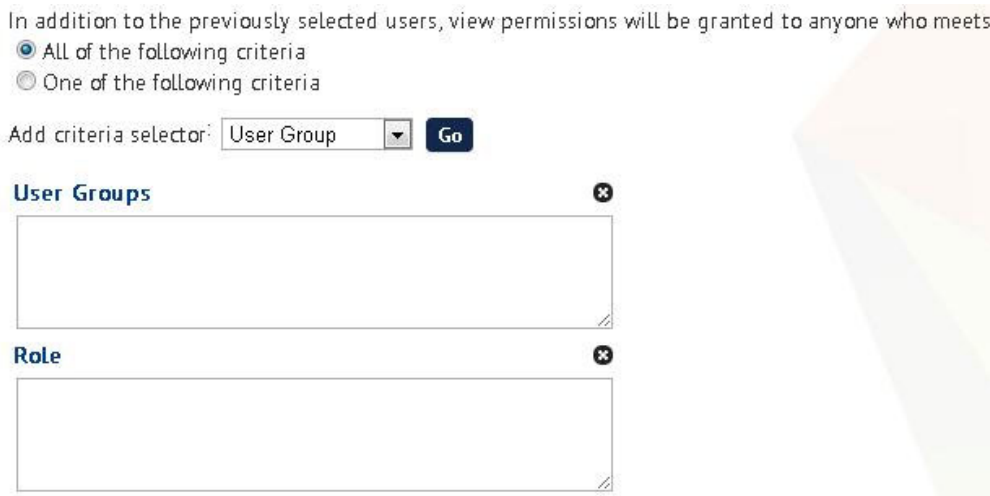 In addition to the previously selected users, view permissions will be granted to anyone who meets
All of the following criteria
One of the following criteria
Add criteria selector: User Group Go
User Groups
Role